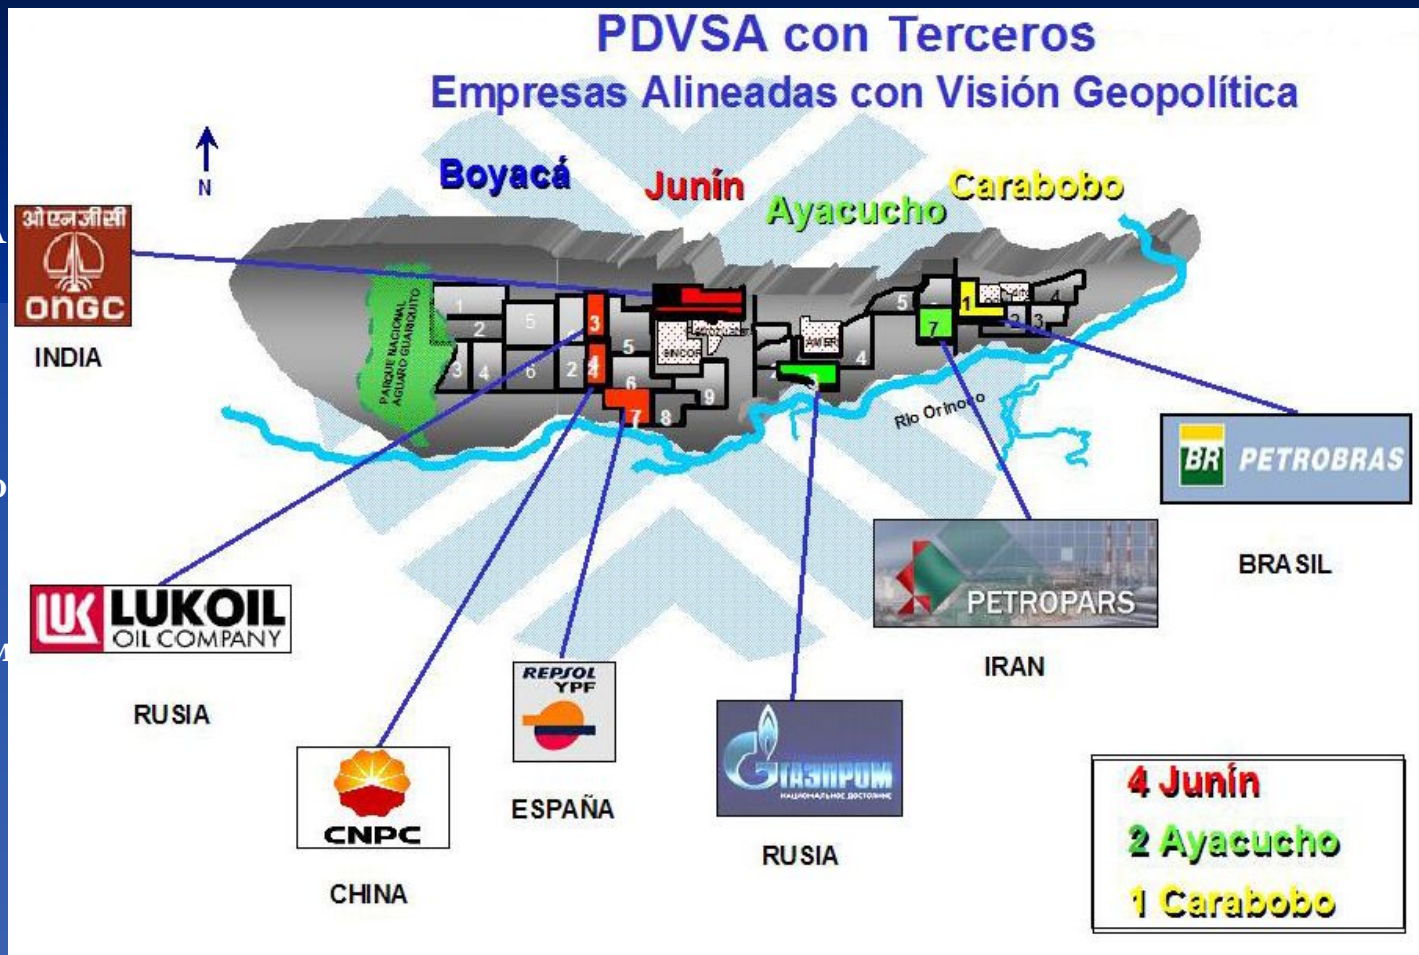 PDVSA con Terceros
Empresas Alineadas con Visión Geopolítica
N
Boyacá
Junín
Ayacucho
Carabobo
ओएनजीसी
ONGC
INDIA
PARQUE NACIONAL
AGUARO GUARIQUITO
1
2
3
4
5
6
2
3
4
5
6
7
8
9
4
5
7
1
2
3
4
Río Orinoco
BR PETROBRAS
BRASIL
PETROPARS
IRAN
LUK LUKOIL
OIL COMPANY
RUSIA
CNPC
CHINA
REPSOL
YPF
ESPAÑA
ГАЗПРОМ
НАЦИОНАЛЬНОЕ ДОСТОЯНИЕ
RUSIA
4 Junín
2 Ayacucho
1 Carabobo